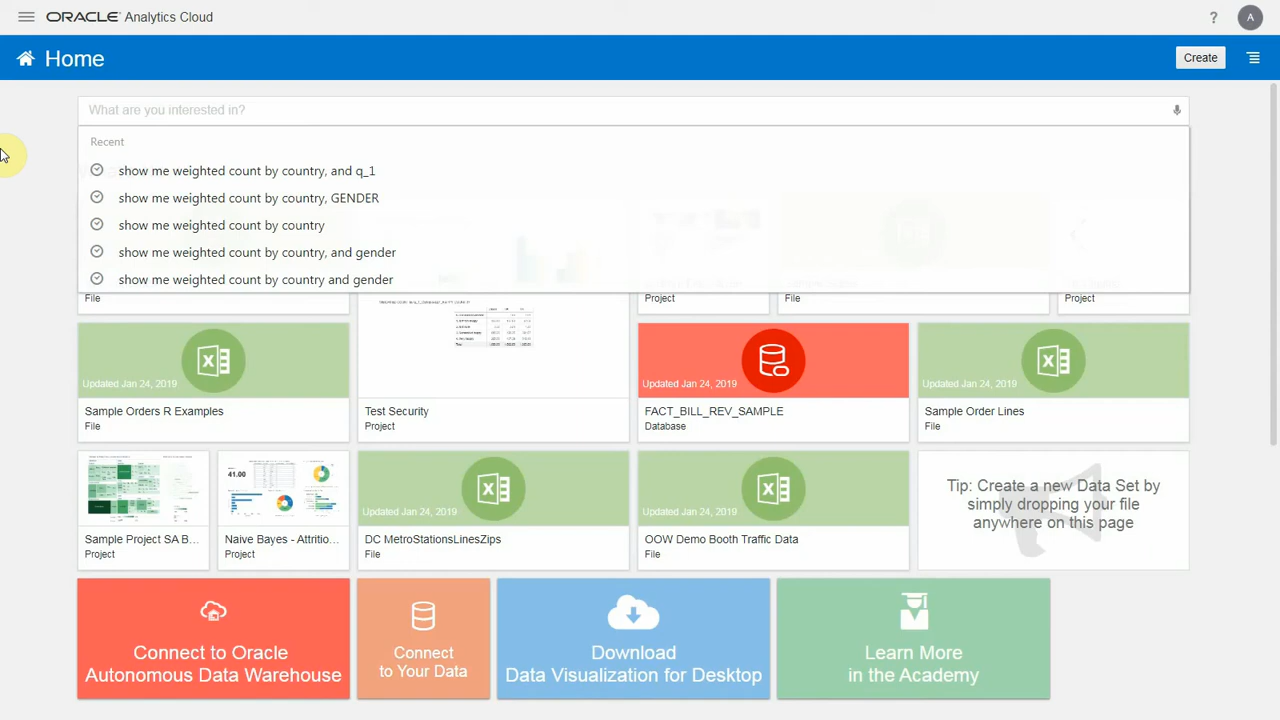 ORACLE Analytics Cloud
?
A
Home
Create
What are you interested in?
Recent
show me weighted count by country, and q_1
show me weighted count by country, GENDER
show me weighted count by country
show me weighted count by country, and gender
show me weighted count by country and gender
File
Project
File
Project
Updated Jan 24, 2019
Sample Orders R Examples
File
Test Security
Project
Updated Jan 24, 2019
FACT_BILL_REV_SAMPLE
Database
Updated Jan 24, 2019
Sample Order Lines
File
Sample Project SA B...
Project
41.00
Naive Bayes - Attritio...
Project
Updated Jan 24, 2019
DC MetroStationsLinesZips
File
Updated Jan 24, 2019
OOW Demo Booth Traffic Data
File
Tip: Create a new Data Set by
simply dropping your file
anywhere on this page
Connect to Oracle
Autonomous Data Warehouse
Connect
to Your Data
Download
Data Visualization for Desktop
Learn More
in the Academy